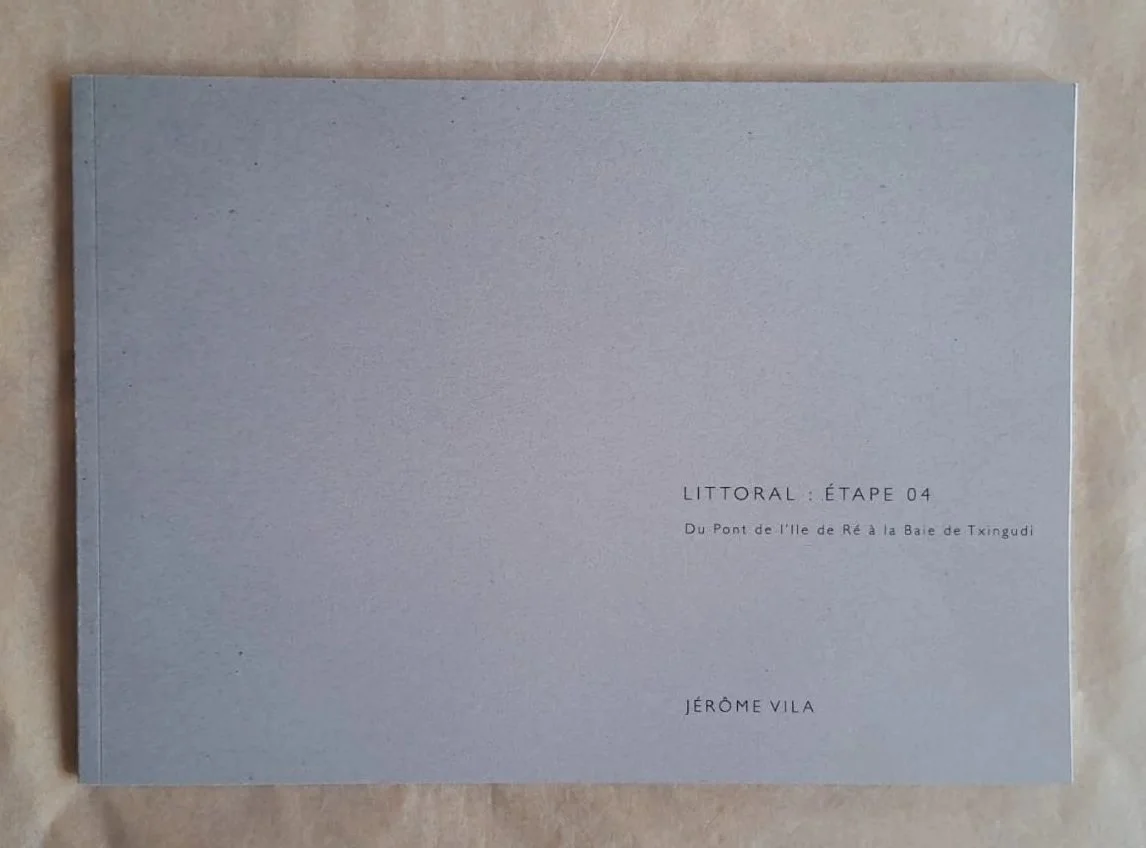 LITTORAL : ÉTAPE 04
Du Pont de l'Ile de Ré à la Baie de Txingudi
JÉRÔME VILA